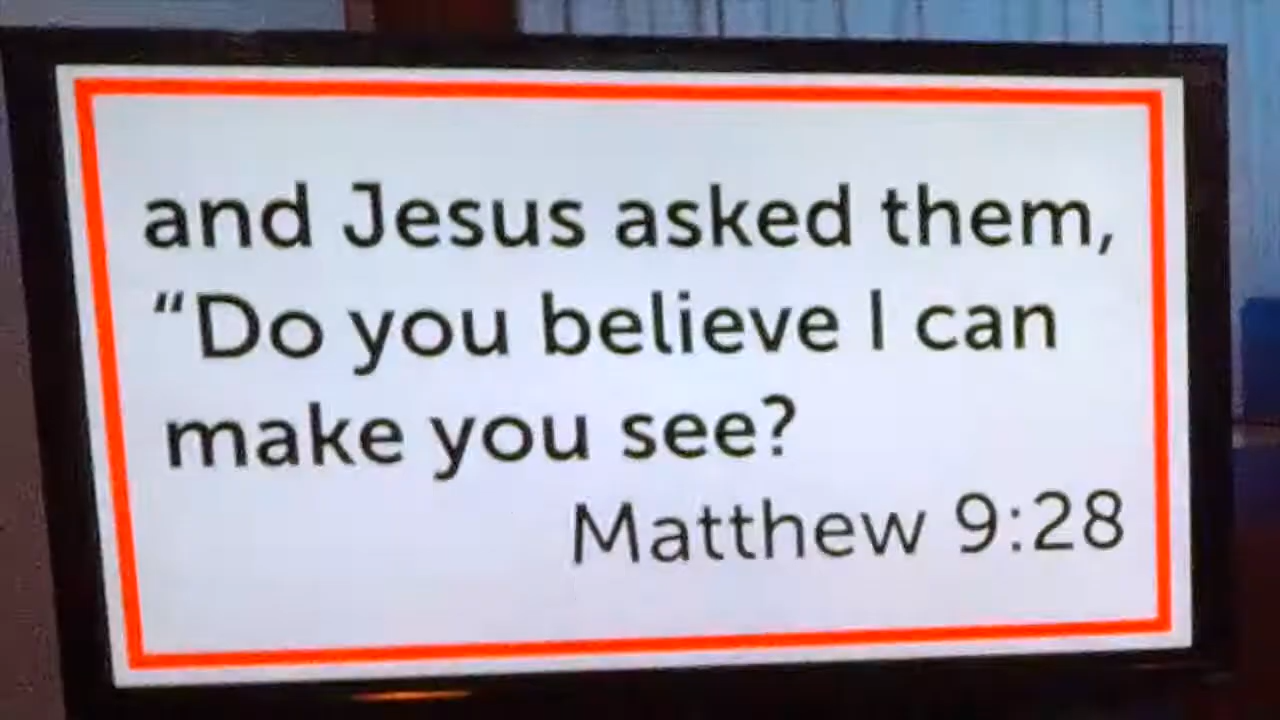 and Jesus asked them,
“Do you believe I can
make you see?
Matthew 9:28